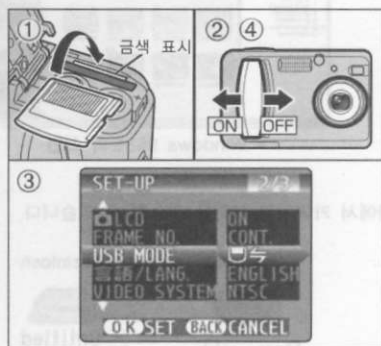 ①
금색 표시
② ④
ON OFF
③
SET-UP 2/3
LCD ON
FRAME NO. CONT.
USB MODE
言語/LANG. ENGLISH
VIDEO SYSTEM NTSC
OK SET BACK CANCEL